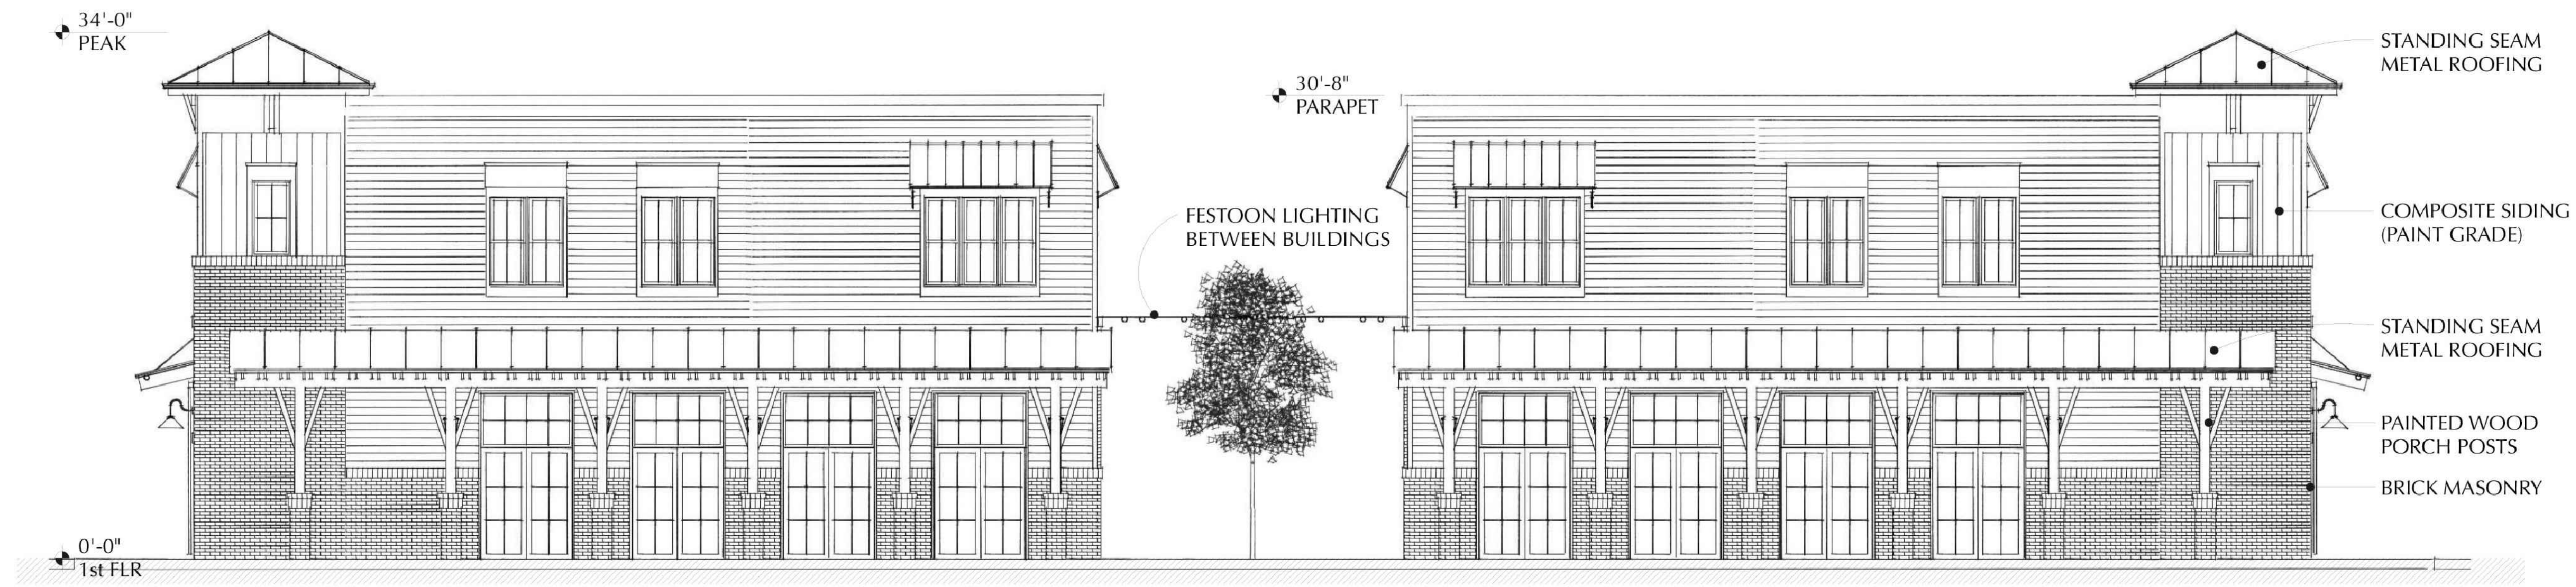 34'-0"
PEAK
30'-8"
PARAPET
FESTOON LIGHTING
BETWEEN BUILDINGS
0'-0"
1st FLR
STANDING SEAM
METAL ROOFING
COMPOSITE SIDING
(PAINT GRADE)
STANDING SEAM
METAL ROOFING
PAINTED WOOD
PORCH POSTS
BRICK MASONRY